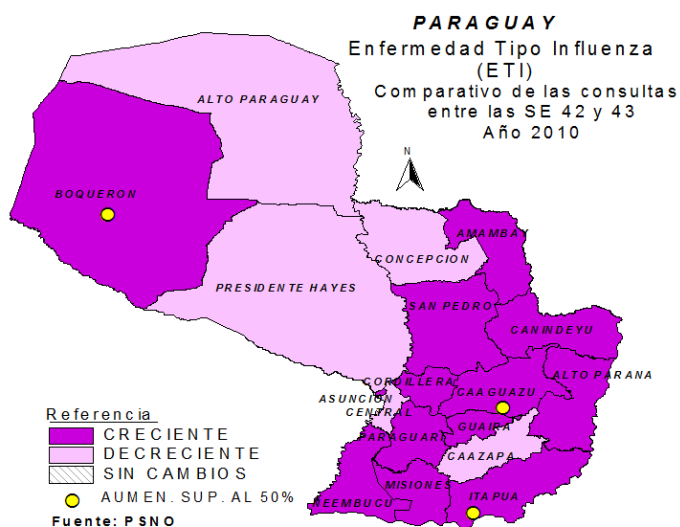 PARAGUAY
Enfermedad Tipo Influenza
(ETI)
Comparativo de las consultas
entre las SE 42 y 43
Año 2010
N
ALTO PARAGUAY
BOQUERON
AMAMBAY
CONCEPCION
PRESIDENTE HAYES
SAN PEDRO
CANINDEYU
CORDILLERA
ALTO PARANA
ASUNCION
CAAGUAZU
CENTRAL
GUAIRA
PARAGUARI
CAAZAPA
MISIONES
ÑEEMBUCU
ITAPUA
Referencia
CRECIENTE
DECRECIENTE
SIN CAMBIOS
AUMEN. SUP. AL 50%
Fuente: PSNO